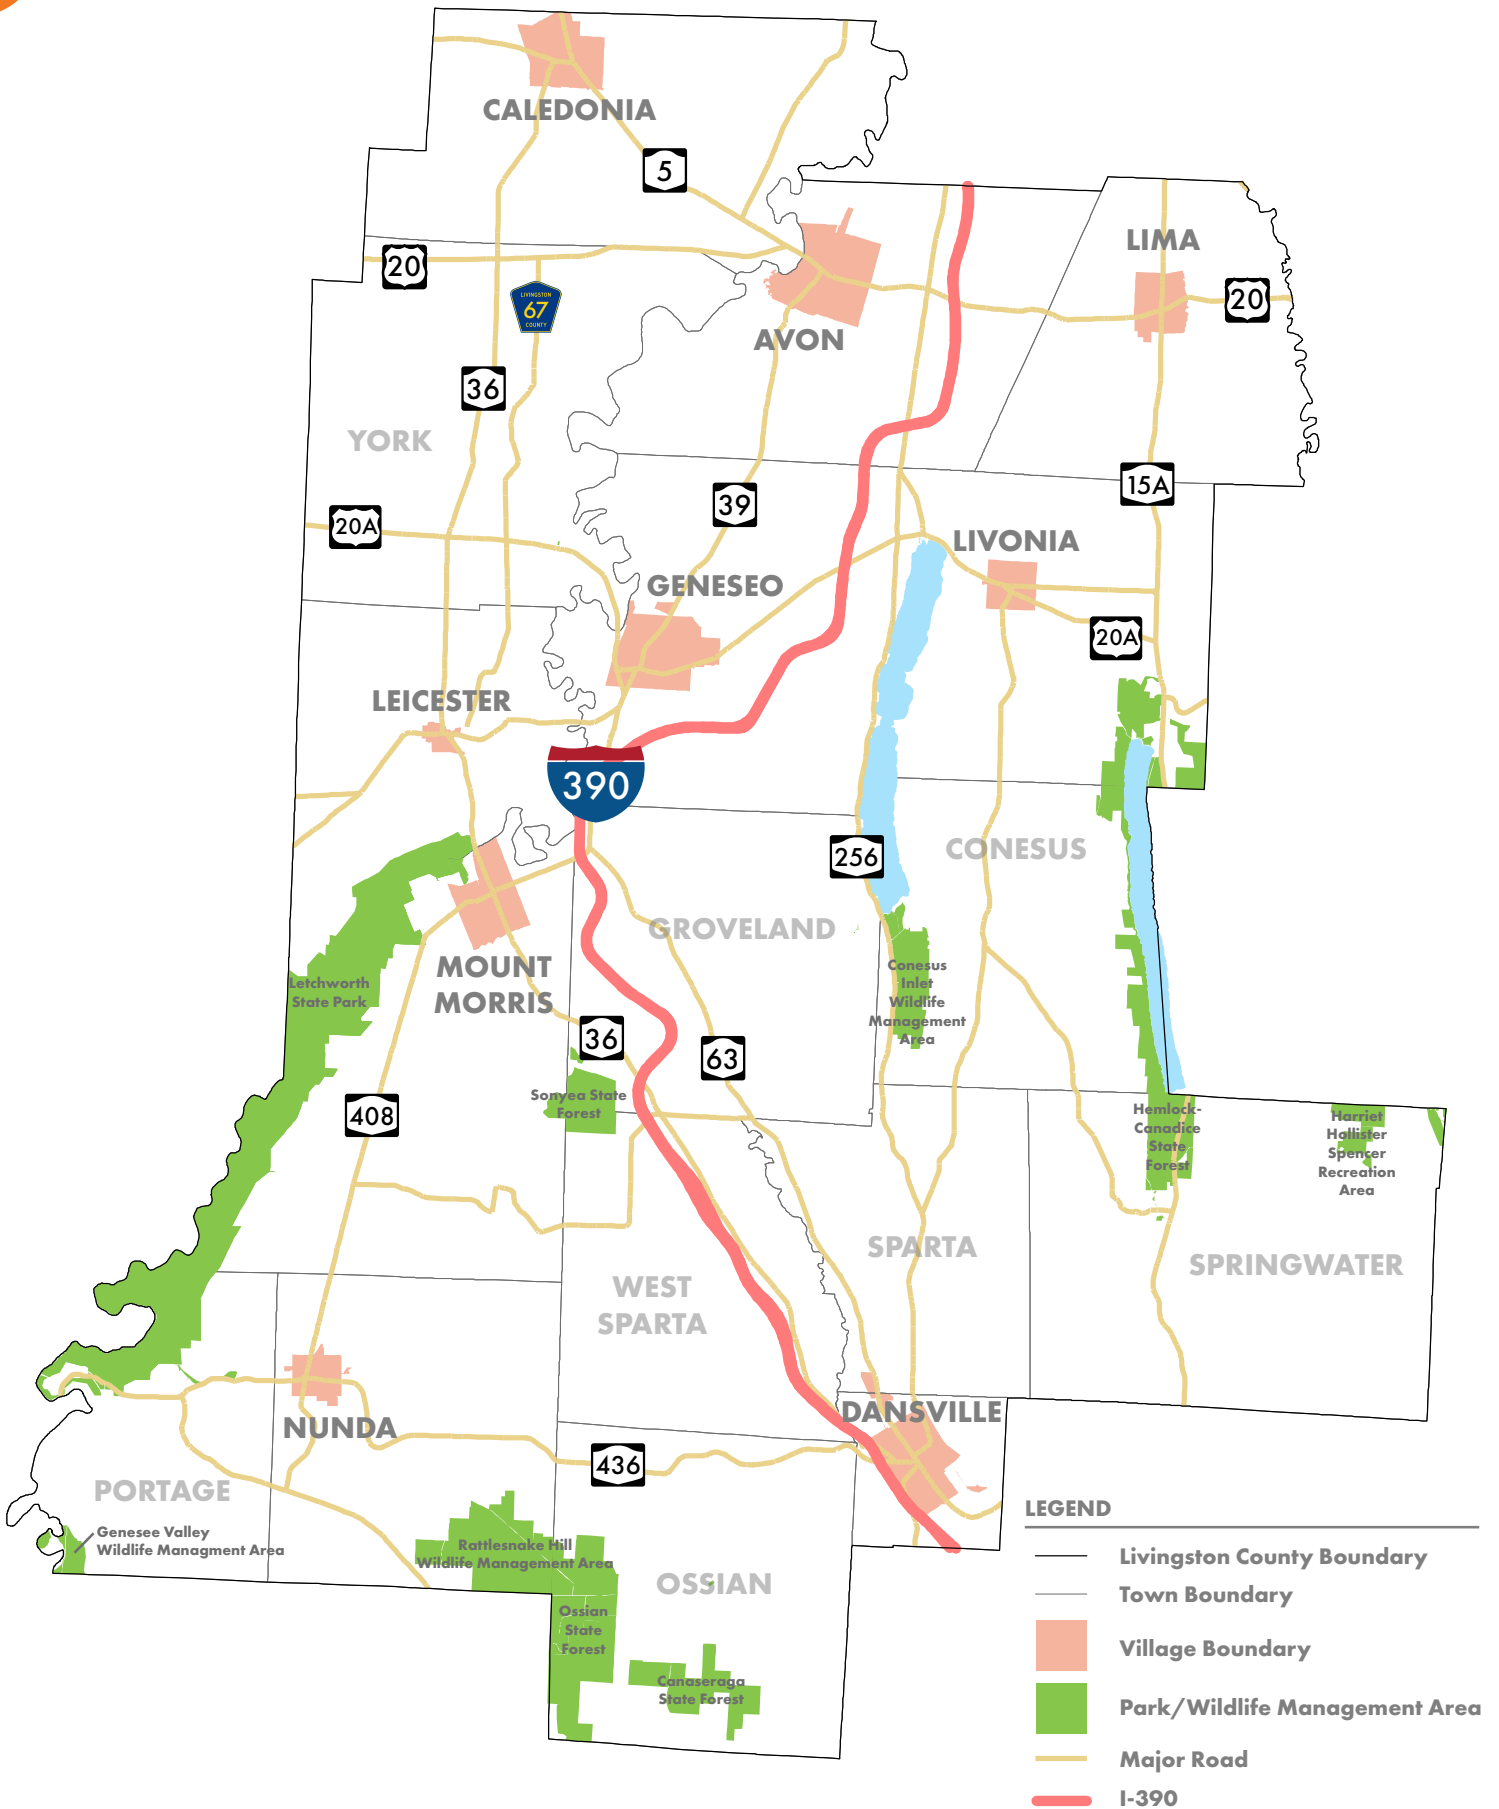 CALEDONIA
5
LIMA
20
20
LIVINGSTON
67
COUNTY
AVON
36
YORK
15A
39
20A
LIVONIA
GENESEO
20A
LEICESTER
390
256
CONESUS
GROVELAND
MOUNT
MORRIS
Letchworth
State Park
Conesus
Inlet
Wildlife
Management
Area
36
63
Sonyea State
Forest
408
Hemlock-
Canadice
State
Forest
Harriet
Hollister
Spencer
Recreation
Area
SPARTA
SPRINGWATER
WEST
SPARTA
DANSVILLE
NUNDA
436
PORTAGE
Genesee Valley
Wildlife Managment Area
Rattlesnake Hill
Wildlife Management Area
OSSIAN
Ossian
State
Forest
Canaseraga
State Forest
LEGEND
Livingston County Boundary
Town Boundary
Village Boundary
Park/Wildlife Management Area
Major Road
I-390